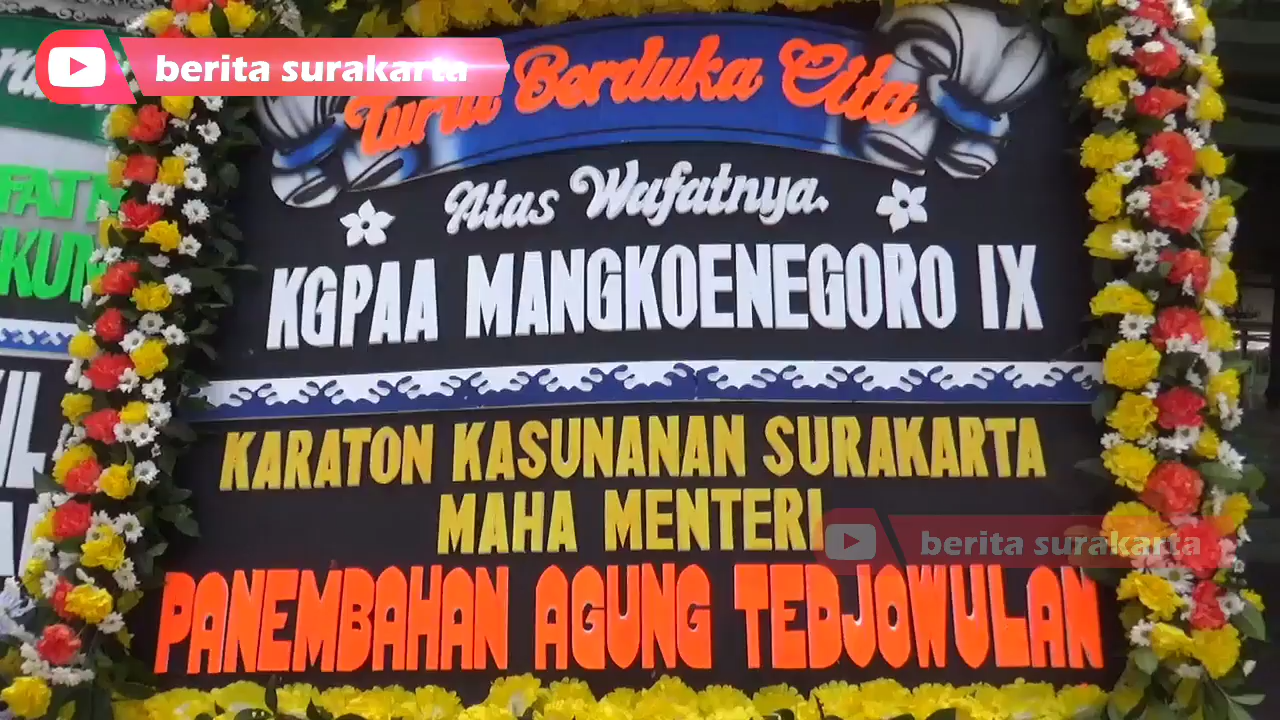 berita surakarta
Turut Berduka Cita
Atas Wafatnya.
KGPAA MANGKOENEGORO IX
KARATON KASUNANAN SURAKARTA
MAHA MENTERI
berita surakarta
PANEMBAHAN AGUNG TEDJOWULAN